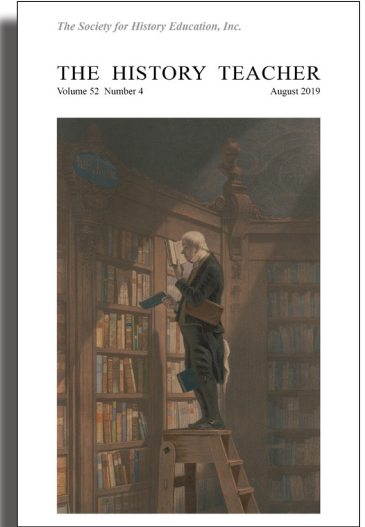 The Society for History Education, Inc.
THE HISTORY TEACHER
Volume 52 Number 4
August 2019